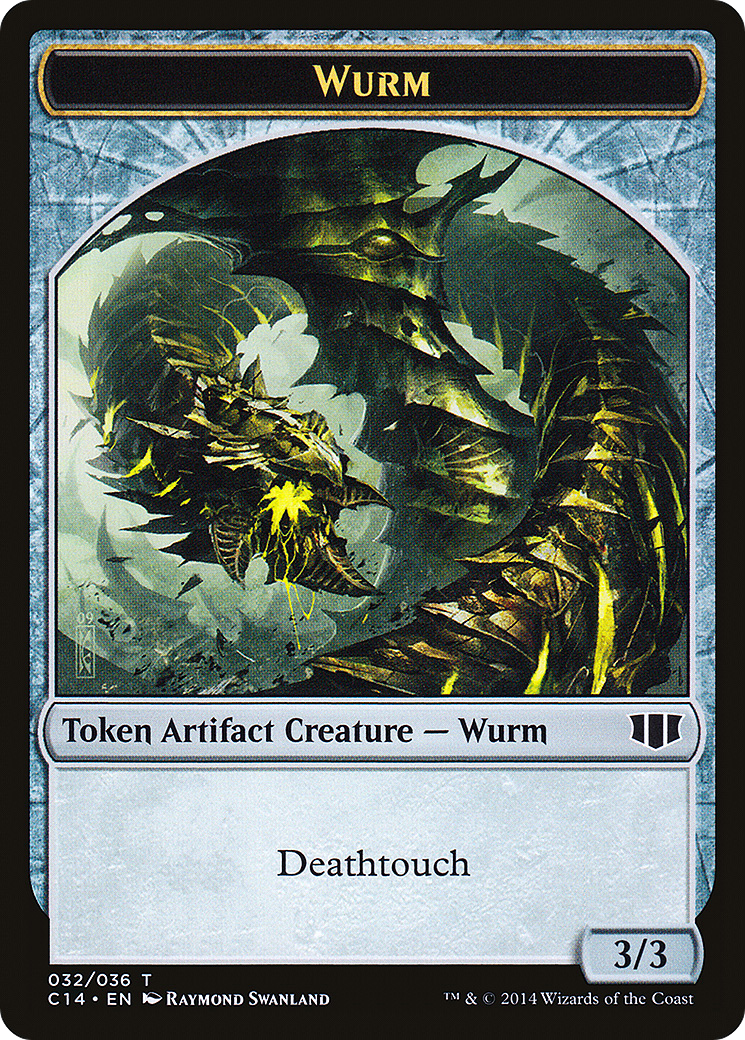 Wurm
09
Token Artifact Creature — Wurm
Deathtouch
3/3
032/036 T
C14 • EN Raymond Swanland
™ & © 2014 Wizards of the Coast